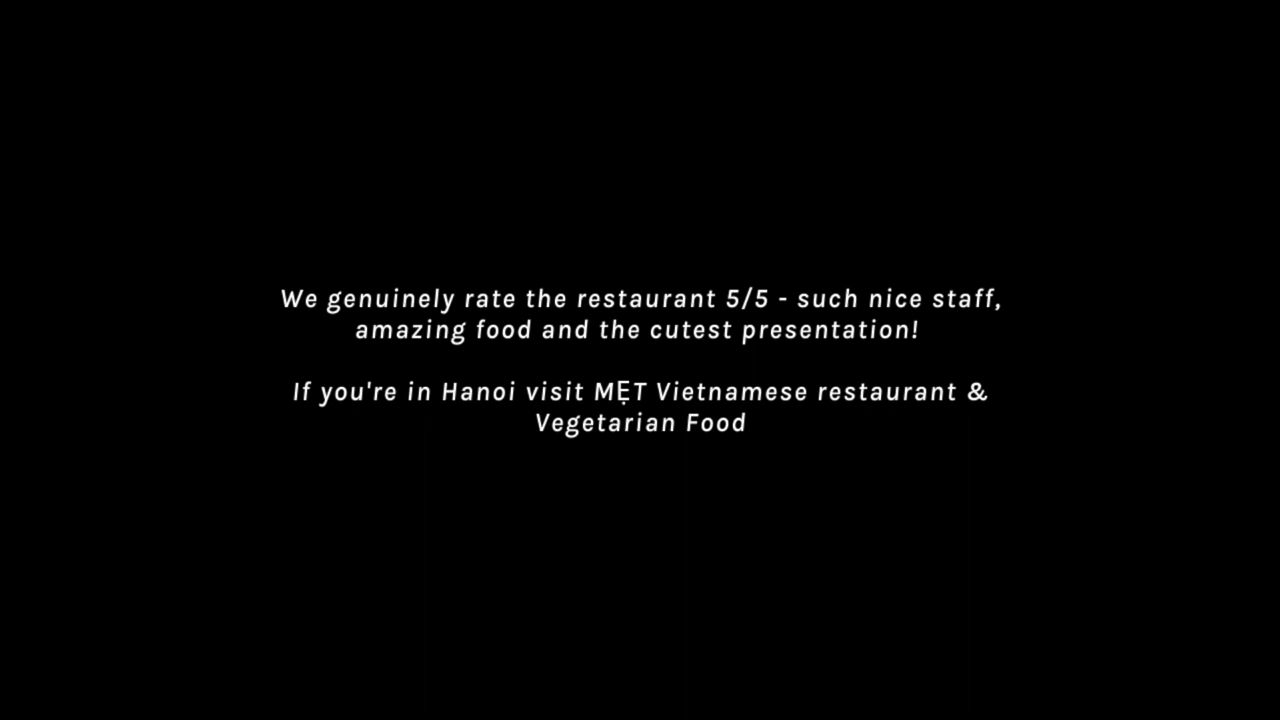 We genuinely rate the restaurant 5/5 - such nice staff,
amazing food and the cutest presentation!
If you're in Hanoi visit MẸT Vietnamese restaurant &
Vegetarian Food